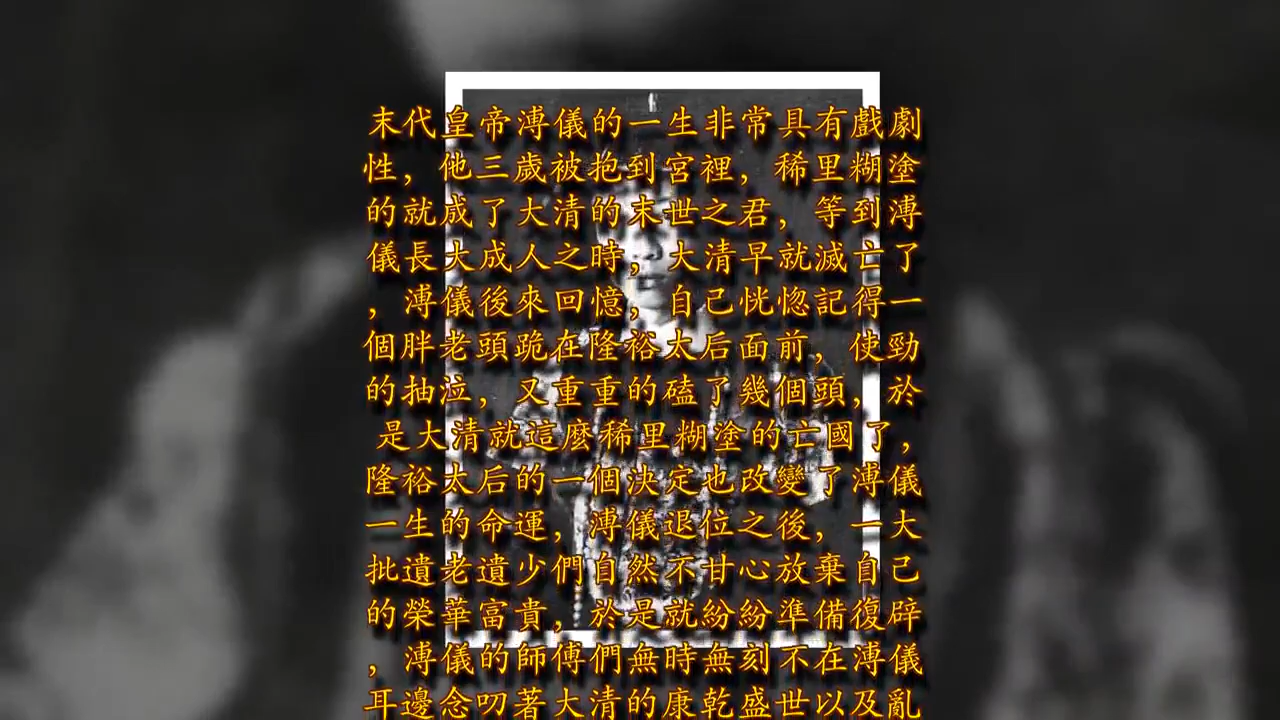 末代皇帝溥儀的一生非常具有戲劇
性，他三歲被抱到宮裡，稀里糊塗
的就成了大清的末世之君，等到溥
儀長大成人之時，大清早就滅亡了
，溥儀後來回憶，自己恍惚記得一
個胖老頭跪在隆裕太后面前，使勁
的抽泣，又重重的磕了幾個頭，於
是大清就這麼稀里糊塗的亡國了，
隆裕太后的一個決定也改變了溥儀
一生的命運，溥儀退位之後，一大
批遺老遺少們自然不甘心放棄自己
的榮華富貴，於是就紛紛準備復辟
，溥儀的師傅們無時無刻不在溥儀
耳邊念叨著大清的康乾盛世以及亂